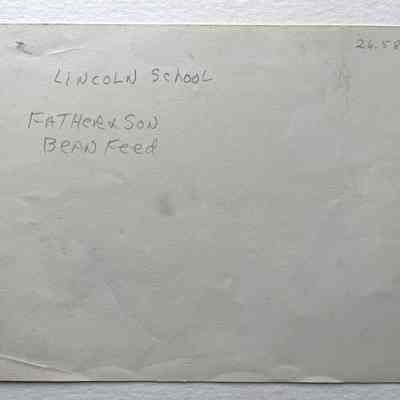 26.58
LINCOLN SCHOOL
FATHER & SON
BEAN FEED